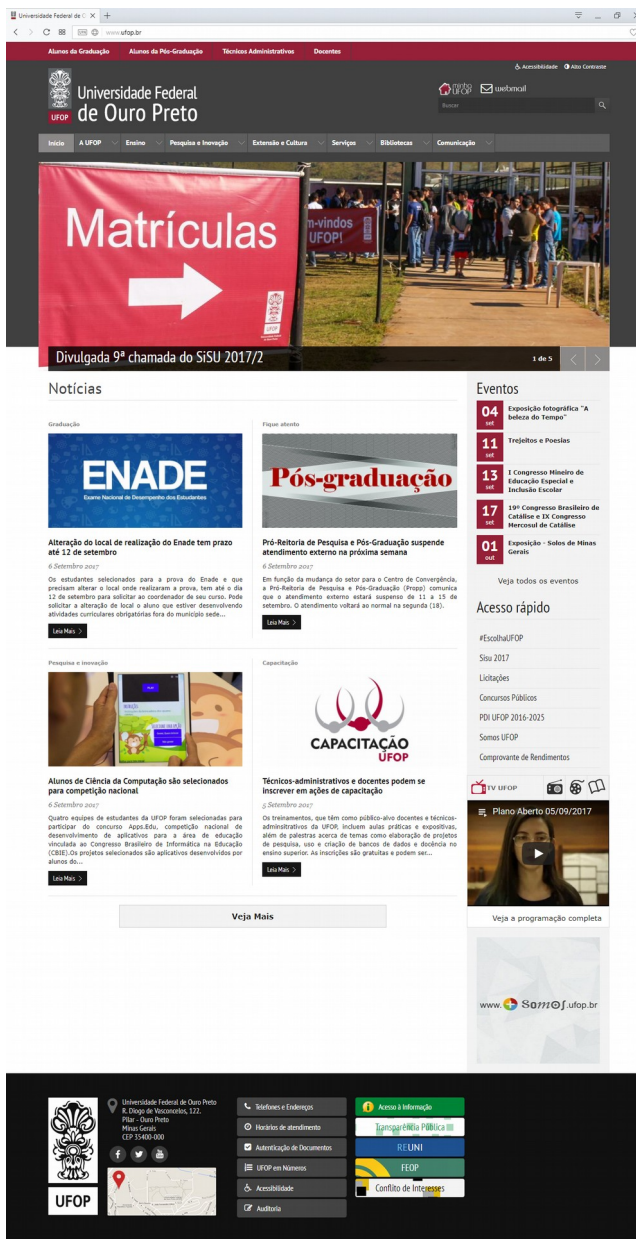 Universidade Federal de
www.ufop.br
Alunos da Graduação Alunos da Pós-Graduação Técnicos Administrativos Docentes
Acessibilidade Alto Contraste
UFOP
Universidade Federal
de Ouro Preto
minha UFOP
webmail
Buscar
Início A UFOP Ensino Pesquisa e Inovação Extensão e Cultura Serviços Bibliotecas Comunicação
Matrículas
m-vindos
UFOP!
UFOP
Divulgada 9ª chamada do SiSU 2017/2
1 de 5
Notícias
Graduação
ENADE
Exame Nacional de Desempenho dos Estudantes
Alteração do local de realização do Enade tem prazo
até 12 de setembro
6 Setembro 2017
Os estudantes selecionados para a prova do Enade e que
precisam alterar o local onde realizaram a prova, tem até o dia
12 de setembro para solicitar ao coordenador de seu curso. Pode
solicitar a alteração de local o aluno que estiver desenvolvendo
atividades curriculares obrigatórias fora do município sede...
Leia Mais
Fique atento
Pós-graduação
Pró-Reitoria de Pesquisa e Pós-Graduação suspende
atendimento externo na próxima semana
6 Setembro 2017
Em função da mudança do setor para o Centro de Convergência,
a Pró-Reitoria de Pesquisa e Pós-Graduação (Propp) comunica
que o atendimento externo estará suspenso de 11 a 15 de
setembro. O atendimento voltará ao normal na segunda (18).
Leia Mais
Pesquisa e inovação
Alunos de Ciência da Computação são selecionados
para competição nacional
6 Setembro 2017
Quatro equipes de estudantes da UFOP foram selecionadas para
participar do concurso Apps.Edu, competição nacional de
desenvolvimento de aplicativos para a área de educação
vinculada ao Congresso Brasileiro de Informática na Educação
(CBIE).Os projetos selecionados são aplicativos desenvolvidos por
alunos do...
Leia Mais
Capacitação
CAPACITAÇÃO
UFOP
Técnicos-administrativos e docentes podem se
inscrever em ações de capacitação
5 Setembro 2017
Os treinamentos, que têm como público-alvo docentes e técnicos-
adminsitrativos da UFOP, incluem aulas práticas e expositivas,
além de palestras acerca de temas como elaboração de projetos
de pesquisa, uso e criação de bancos de dados e docência no
ensino superior. As inscrições são gratuitas e podem ser...
Leia Mais
Veja Mais
Eventos
04 set
Exposição fotográfica "A
beleza do Tempo"
11 set
Trejeitos e Poesias
13 set
I Congresso Mineiro de
Educação Especial e
Inclusão Escolar
17 set
19º Congresso Brasileiro de
Catálise e IX Congresso
Mercosul de Catálise
01 out
Exposição - Solos de Minas
Gerais
Veja todos os eventos
Acesso rápido
#EscolhaUFOP
Sisu 2017
Licitações
Concursos Públicos
PDI UFOP 2016-2025
Somos UFOP
Comprovante de Rendimentos
TV UFOP
Plano Aberto 05/09/2017
Veja a programação completa
www.Somos.ufop.br
UFOP
Universidade Federal de Ouro Preto
R. Diogo de Vasconcelos, 122.
Pilar - Ouro Preto
Minas Gerais
CEP 35400-000
Telefones e Endereços
Horários de atendimento
Autenticação de Documentos
UFOP em Números
Acessibilidade
Auditoria
Acesso à Informação
Transparência Pública
REUNI
FEOP
Conflito de Interesses